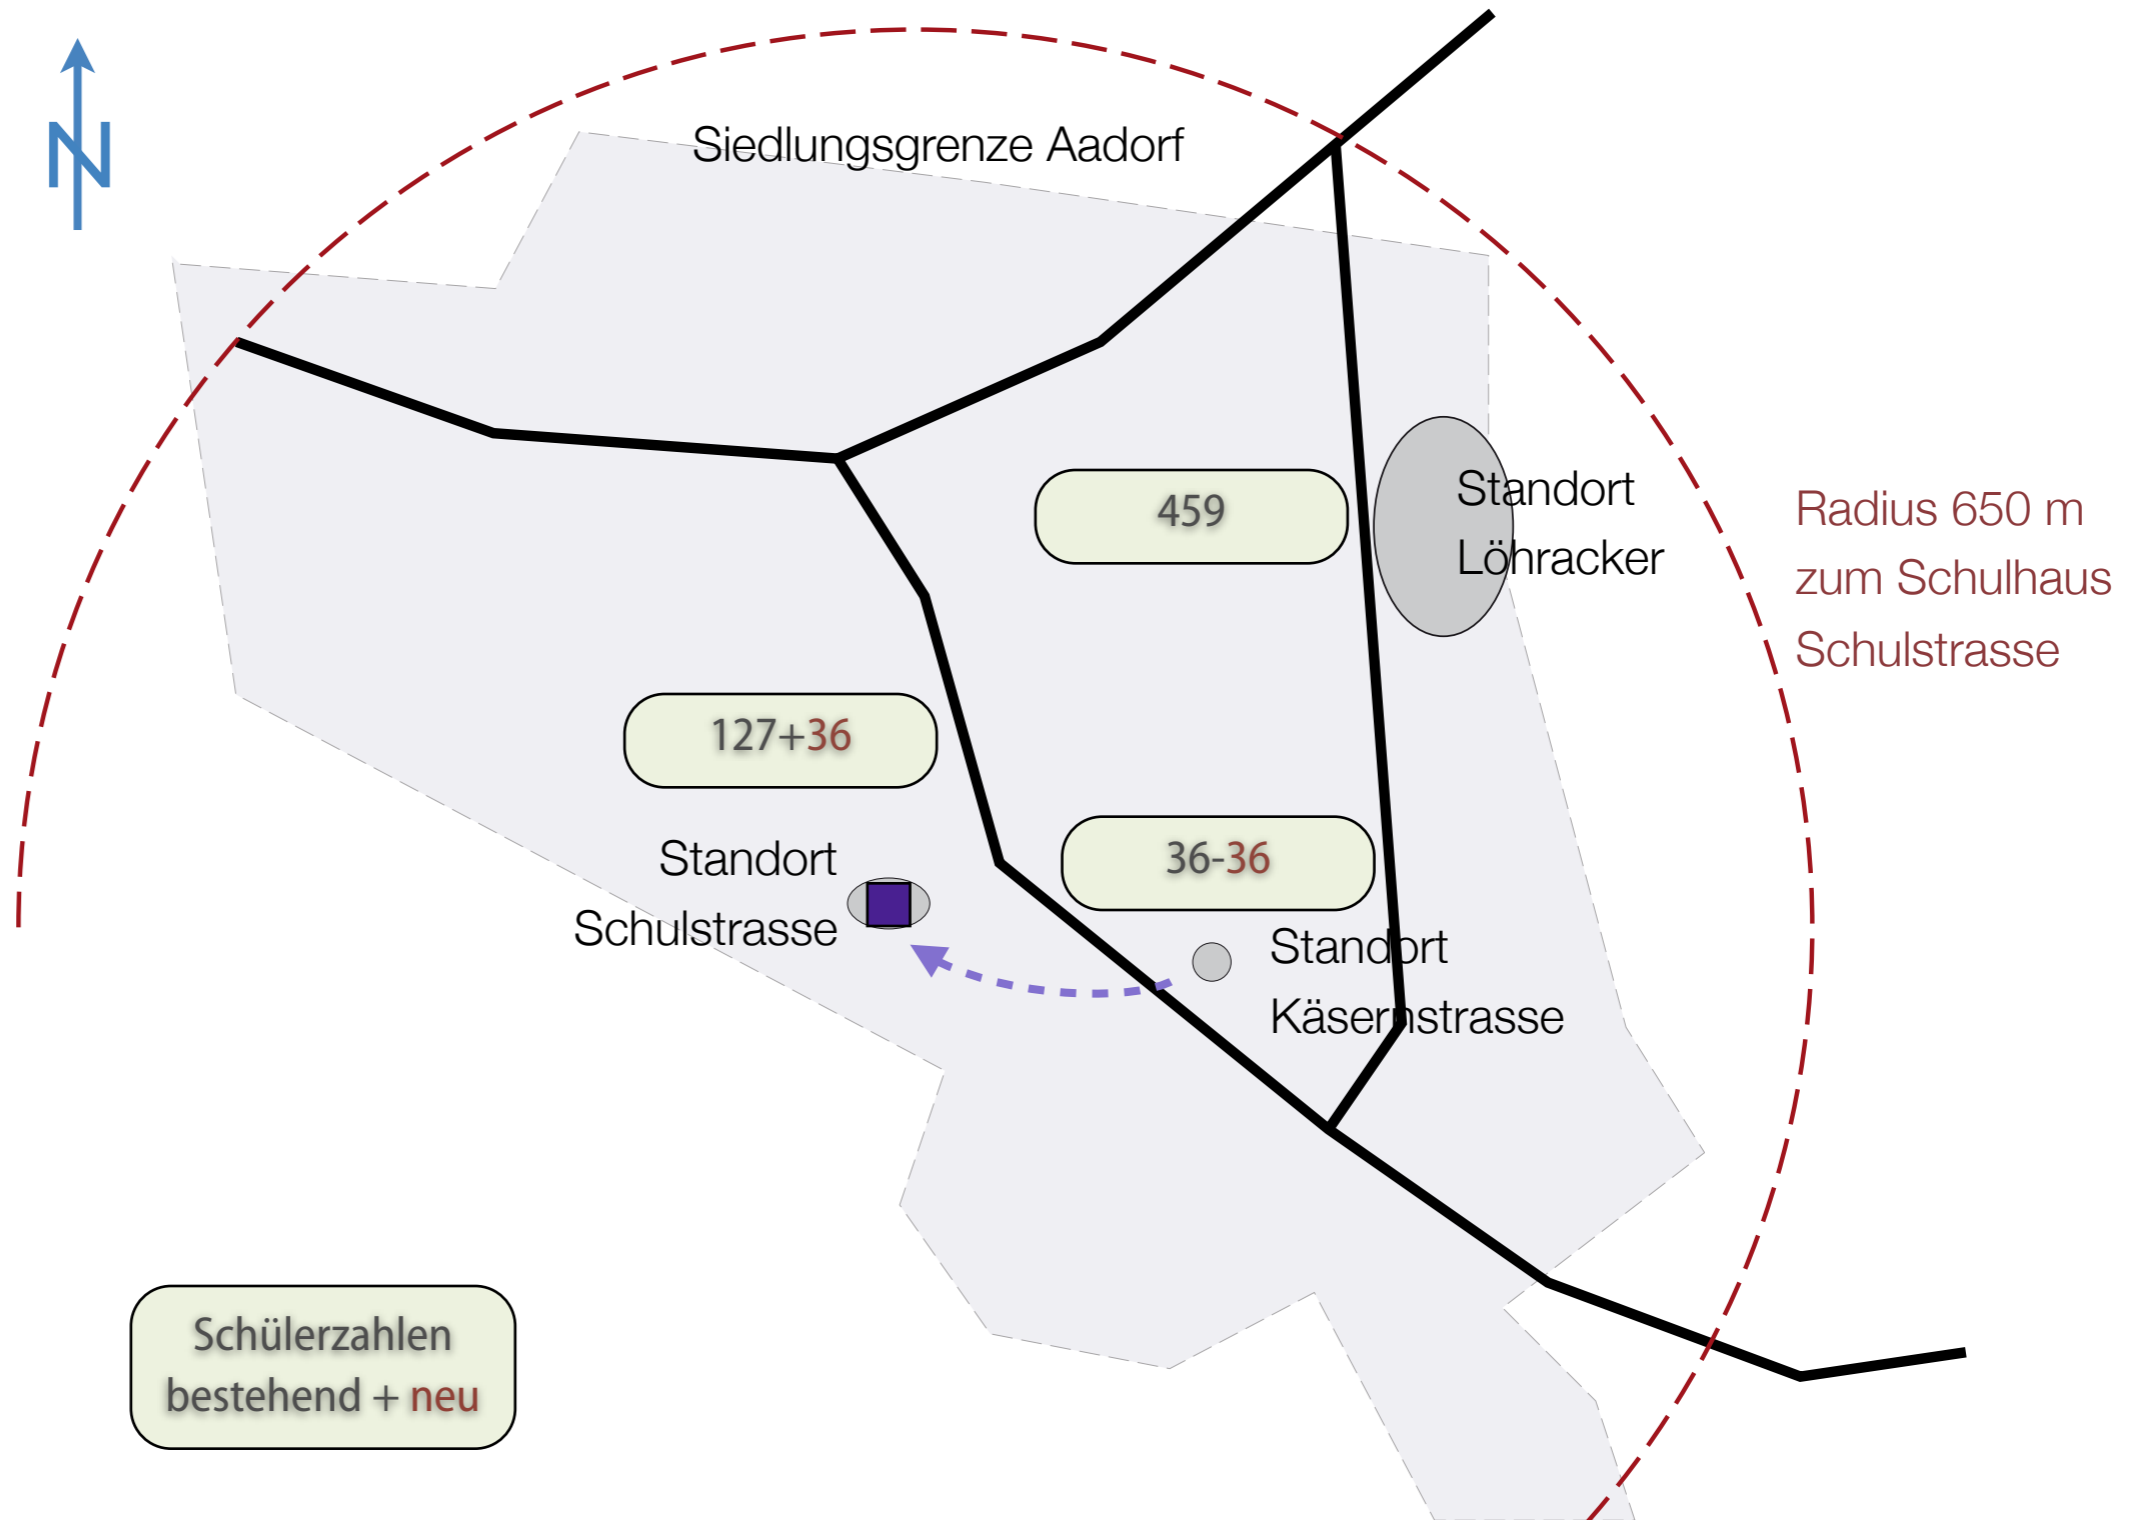 N
Siedlungsgrenze Aadorf
459
Standort
Löhracker
Radius 650 m
zum Schulhaus
Schulstrasse
127+36
36-36
Standort
Schulstrasse
Standort
Käsernstrasse
Schülerzahlen
bestehend + neu